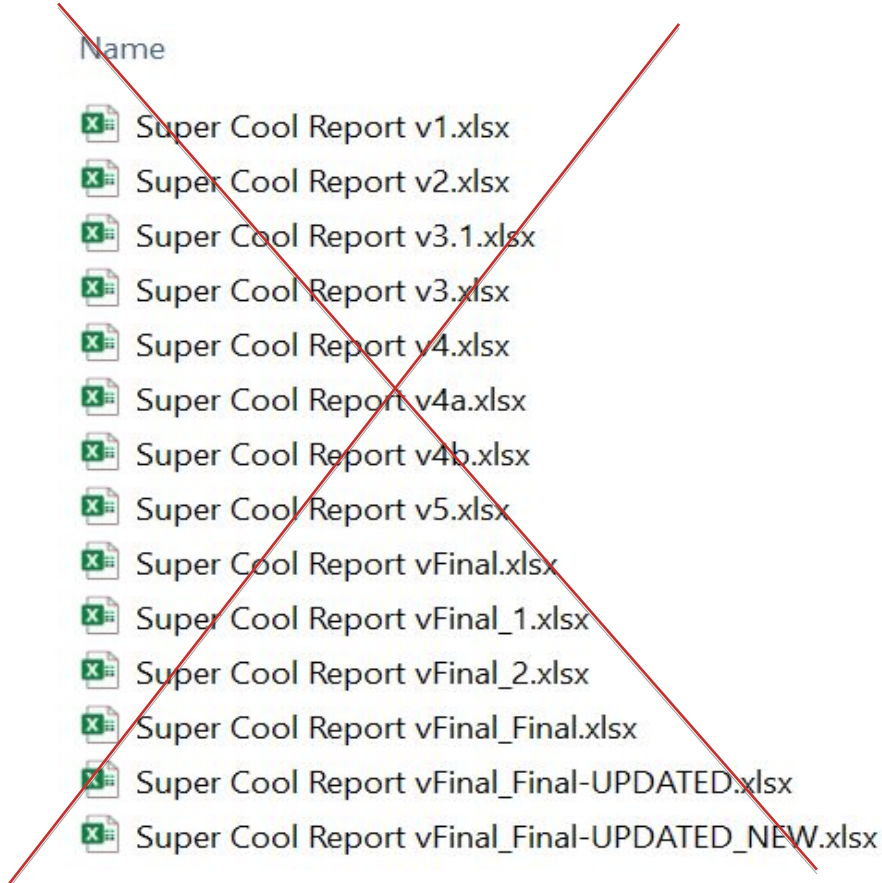 Name
Super Cool Report v1.xlsx
Super Cool Report v2.xlsx
Super Cool Report v3.1.xlsx
Super Cool Report v3.xlsx
Super Cool Report v4.xlsx
Super Cool Report v4a.xlsx
Super Cool Report v4b.xlsx
Super Cool Report v5.xlsx
Super Cool Report vFinal.xlsx
Super Cool Report vFinal_1.xlsx
Super Cool Report vFinal_2.xlsx
Super Cool Report vFinal_Final.xlsx
Super Cool Report vFinal_Final-UPDATED.xlsx
Super Cool Report vFinal_Final-UPDATED_NEW.xlsx